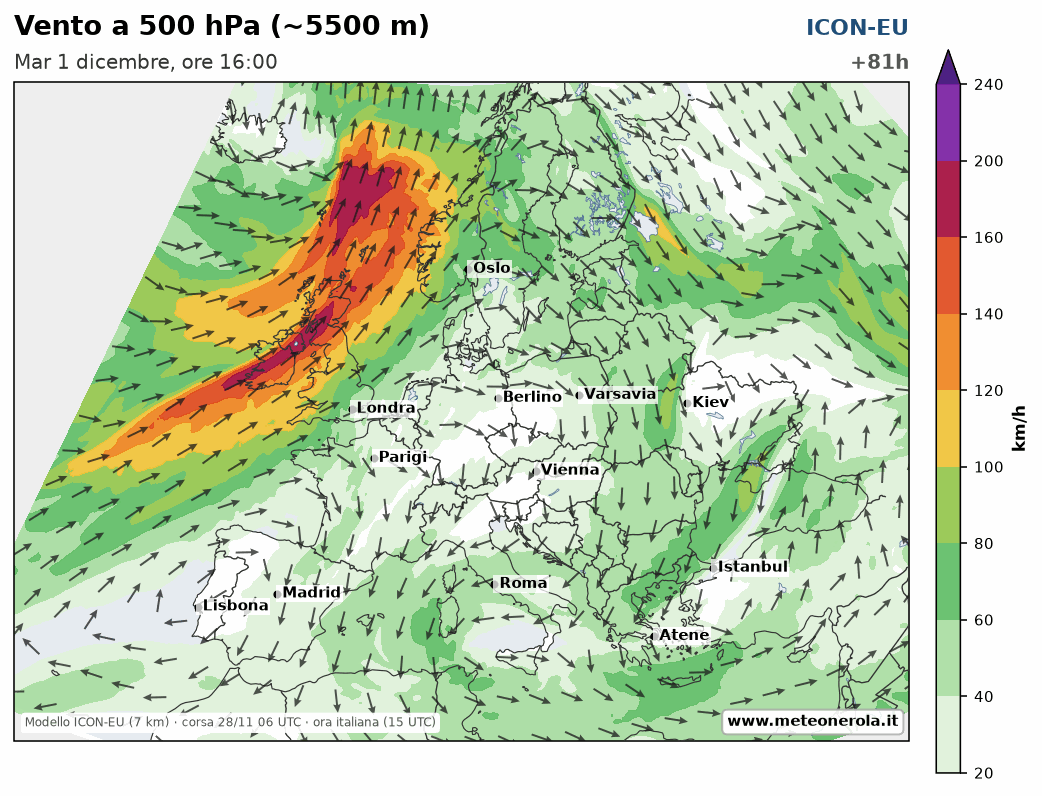 Vento a 500 hPa (~5500 m)
ICON-EU
Mar 1 dicembre, ore 16:00
+81h
240
200
160
140
120
100
80
60
40
20
km/h
Oslo
Berlino
Varsavia
Kiev
Londra
Parigi
Vienna
Istanbul
Roma
Madrid
Lisbona
Atene
Modello ICON-EU (7 km) · corsa 28/11 06 UTC · ora italiana (15 UTC)
www.meteonerola.it